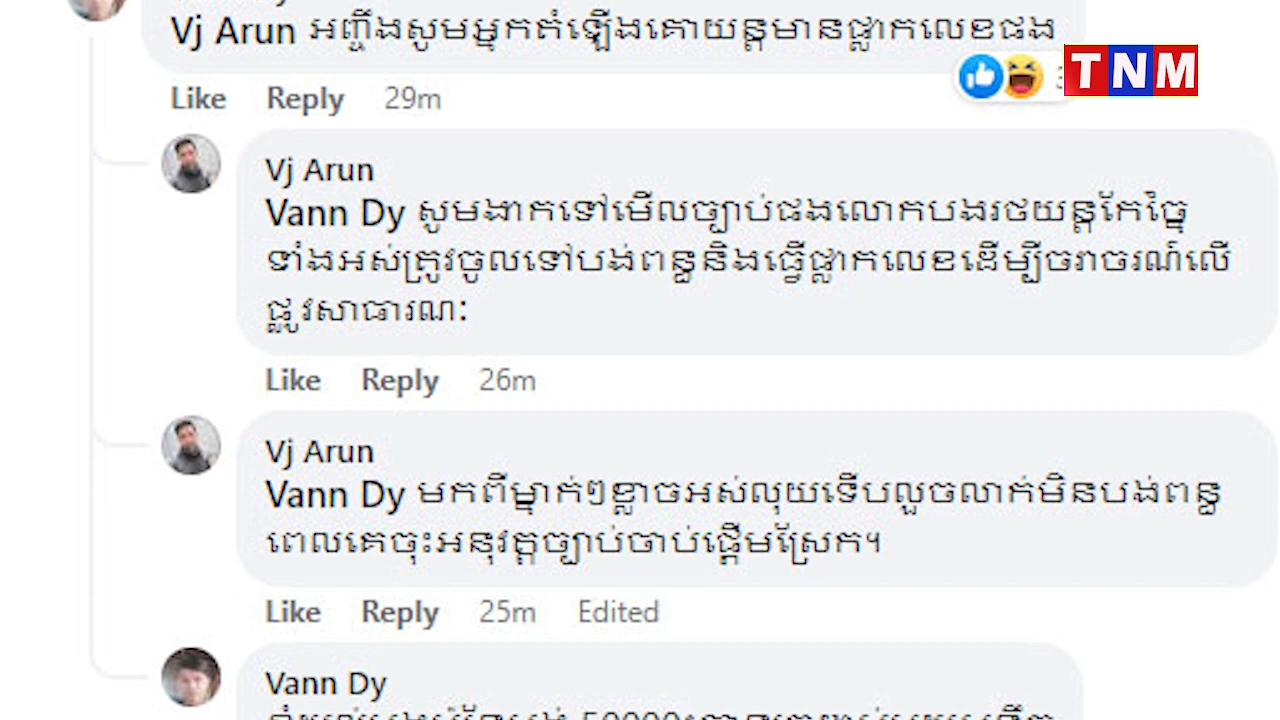 Vj Arun អញ្ចឹងសូមអ្នកតំឡើងគោយន្តមានផ្លាកលេខផង
TNM
Like Reply 29m
Vj Arun
Vann Dy សូមងាកទៅមើលច្បាប់ផងលោកបងរថយន្តកែច្នៃ
ទាំងអស់ត្រូវចូលទៅបង់ពន្ធនិងធ្វើផ្លាកលេខដើម្បីចរាចរណ៍លើ
ផ្លូវសាធារណៈ
Like Reply 26m
Vj Arun
Vann Dy មកពីម្នាក់ៗខ្លាចអស់លុយទើបលួចលាក់មិនបង់ពន្ធ
ពេលគេចុះអនុវត្តច្បាប់ចាប់ផ្តើមស្រែក។
Like Reply 25m Edited
Vann Dy